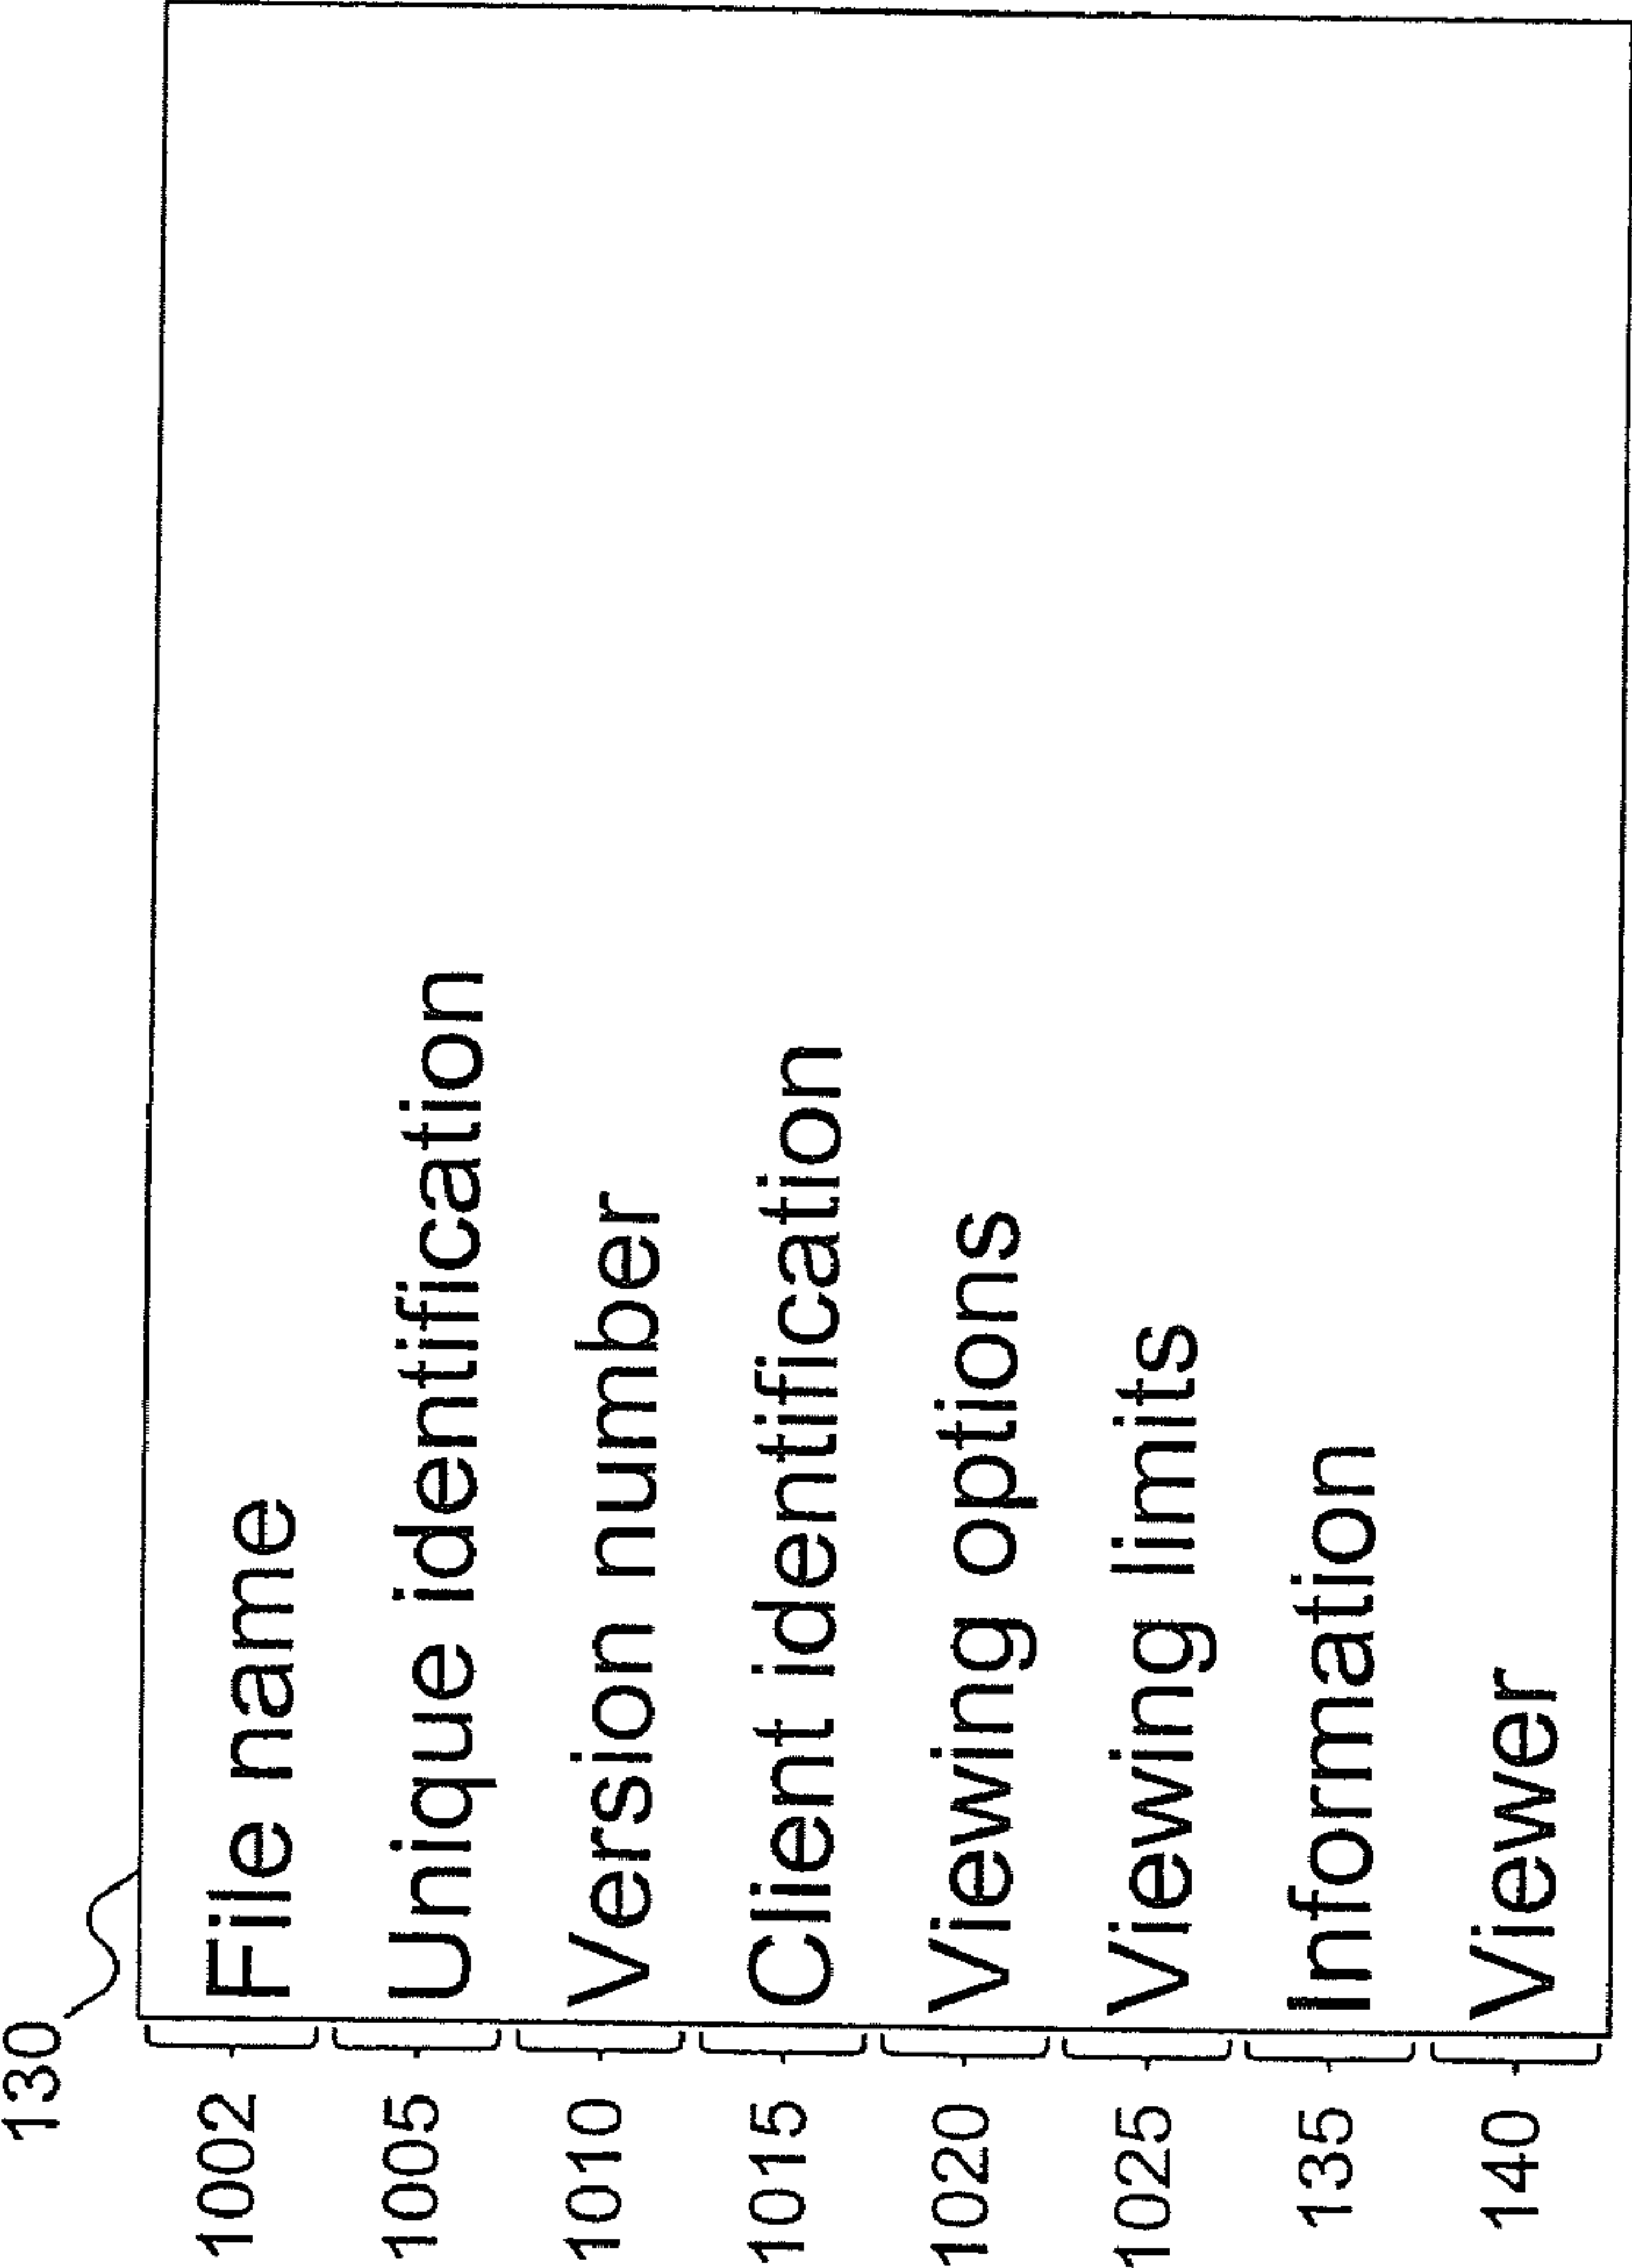 130
1002 File name
1005 Unique identification
1010 Version number
1015 Client identification
1020 Viewing options
1025 Viewing limits
135 Information
140 Viewer